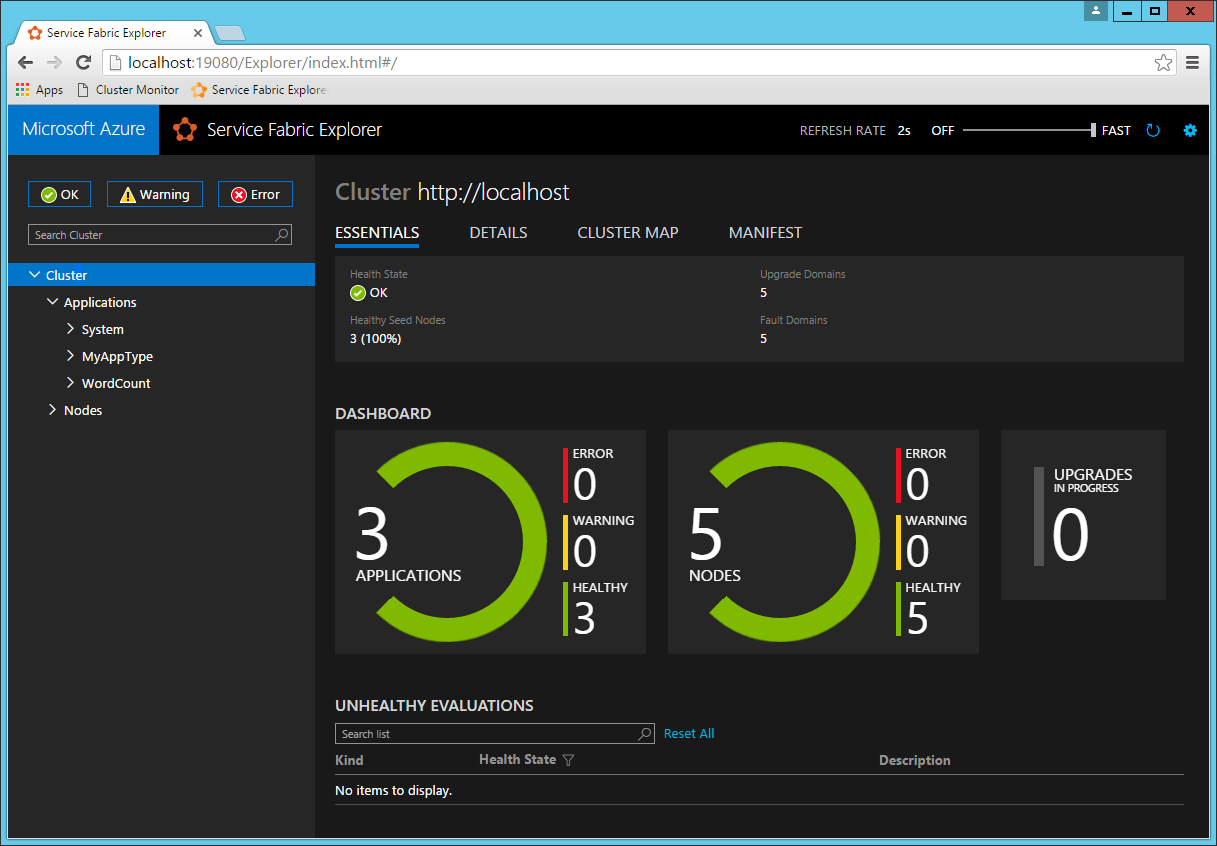 Service Fabric Explorer
localhost:19080/Explorer/index.html#/
Apps Cluster Monitor Service Fabric Explore
Microsoft Azure Service Fabric Explorer REFRESH RATE 2s OFF FAST
OK Warning Error
Search Cluster
Cluster
Applications
System
MyAppType
WordCount
Nodes
Cluster http://localhost
ESSENTIALS DETAILS CLUSTER MAP MANIFEST
Health State Upgrade Domains
OK 5
Healthy Seed Nodes Fault Domains
3 (100%) 5
DASHBOARD
3
APPLICATIONS
ERROR
0
WARNING
0
HEALTHY
3
5
NODES
ERROR
0
WARNING
0
HEALTHY
5
UPGRADES
IN PROGRESS
0
UNHEALTHY EVALUATIONS
Search list Reset All
Kind Health State Description
No items to display.